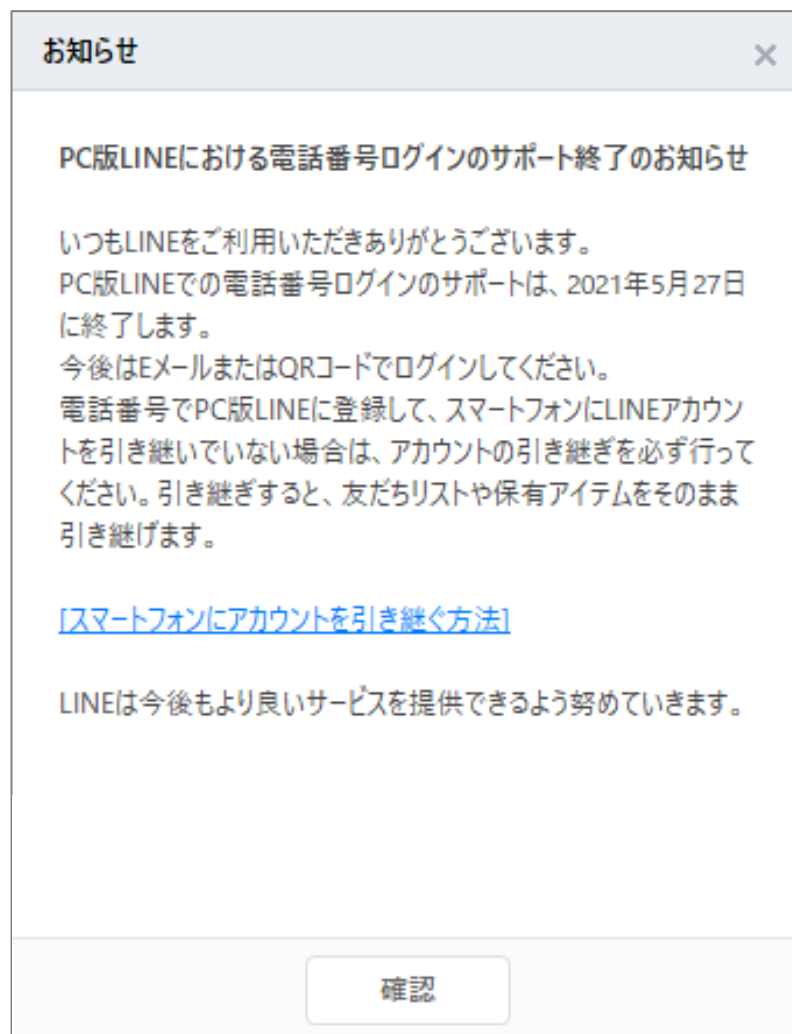 お知らせ
×
PC版LINEにおける電話番号ログインのサポート終了のお知らせ
いつもLINEをご利用いただきありがとうございます。
PC版LINEでの電話番号ログインのサポートは、2021年5月27日
に終了します。
今後はEメールまたはQRコードでログインしてください。
電話番号でPC版LINEに登録して、スマートフォンにLINEアカウン
トを引き継いでいない場合は、アカウントの引き継ぎを必ず行って
ください。引き継ぎすると、友だちリストや保有アイテムをそのまま
引き継げます。
[スマートフォンにアカウントを引き継ぐ方法]
LINEは今後もより良いサービスを提供できるよう努めていきます。
確認